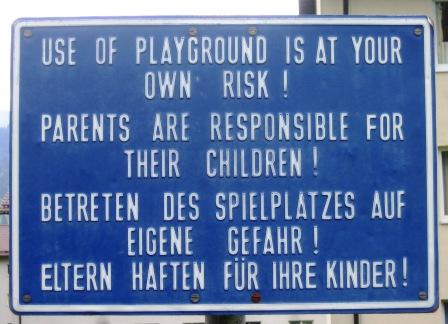 USE OF PLAYGROUND IS AT YOUR
OWN RISK !
PARENTS ARE RESPONSIBLE FOR
THEIR CHILDREN !
BETRETEN DES SPIELPLATZES AUF
EIGENE GEFAHR !
ELTERN HAFTEN FÜR IHRE KINDER !